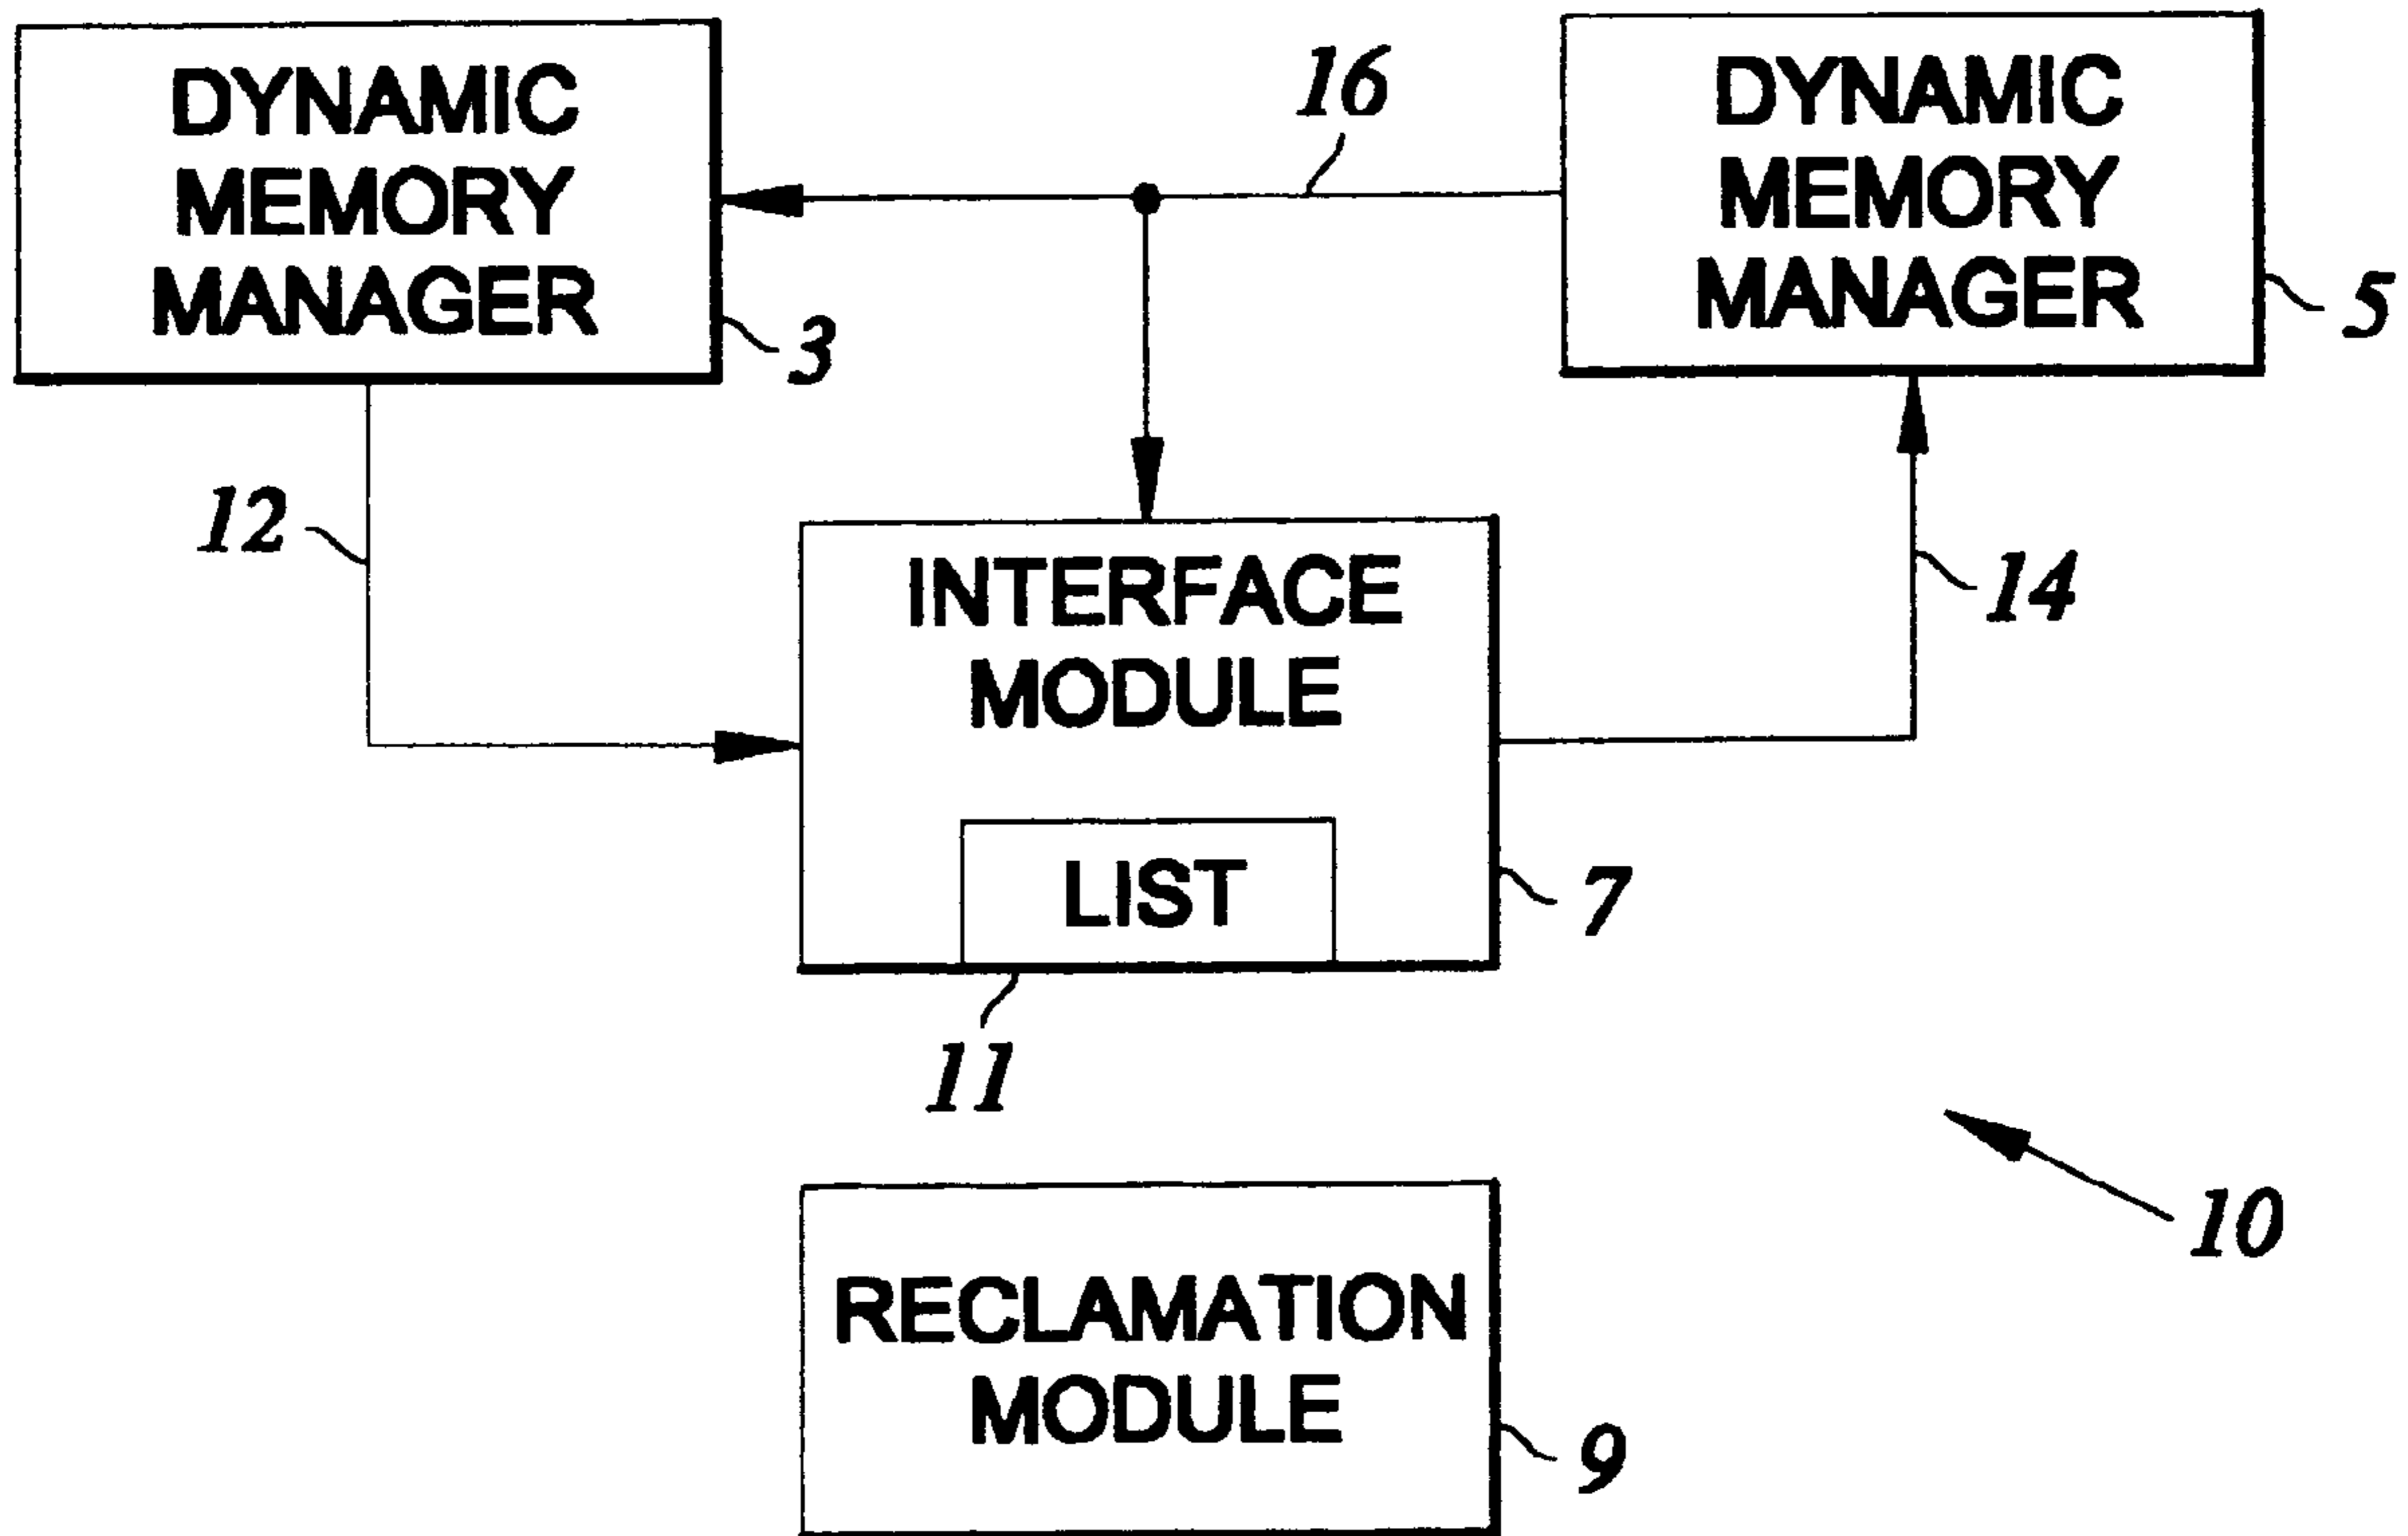 DYNAMIC
MEMORY
MANAGER
3
16
DYNAMIC
MEMORY
MANAGER
5
12
14
INTERFACE
MODULE
LIST
7
11
10
RECLAMATION
MODULE
9